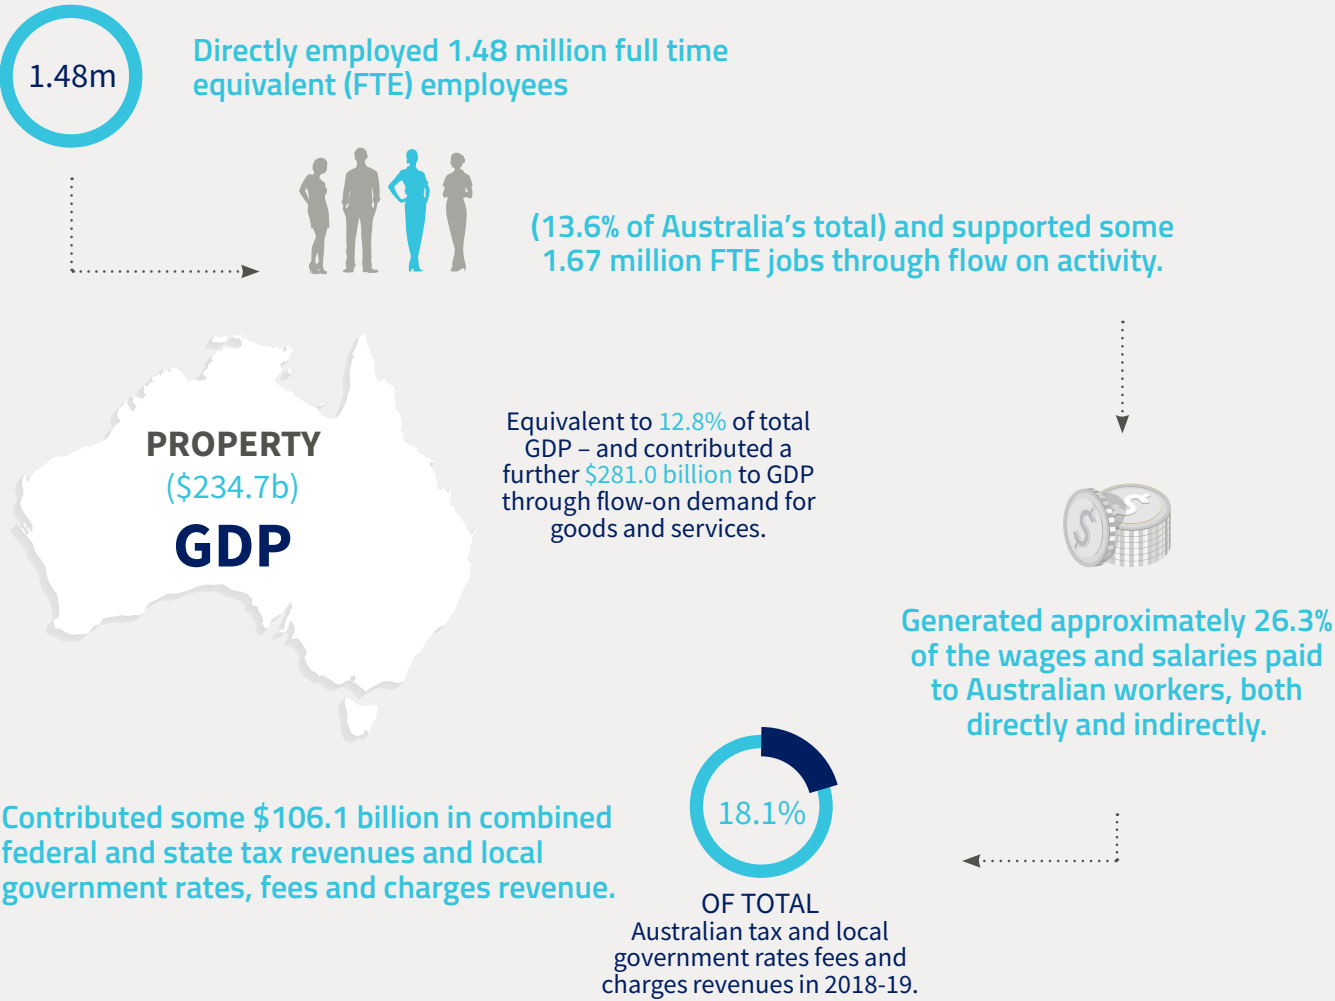 1.48m
Directly employed 1.48 million full time
equivalent (FTE) employees
(13.6% of Australia’s total) and supported some
1.67 million FTE jobs through flow on activity.
PROPERTY
($234.7b)
GDP
Equivalent to 12.8% of total
GDP – and contributed a
further $281.0 billion to GDP
through flow-on demand for
goods and services.
$
$
Generated approximately 26.3%
of the wages and salaries paid
to Australian workers, both
directly and indirectly.
Contributed some $106.1 billion in combined
federal and state tax revenues and local
government rates, fees and charges revenue.
18.1%
OF TOTAL
Australian tax and local
government rates fees and
charges revenues in 2018-19.